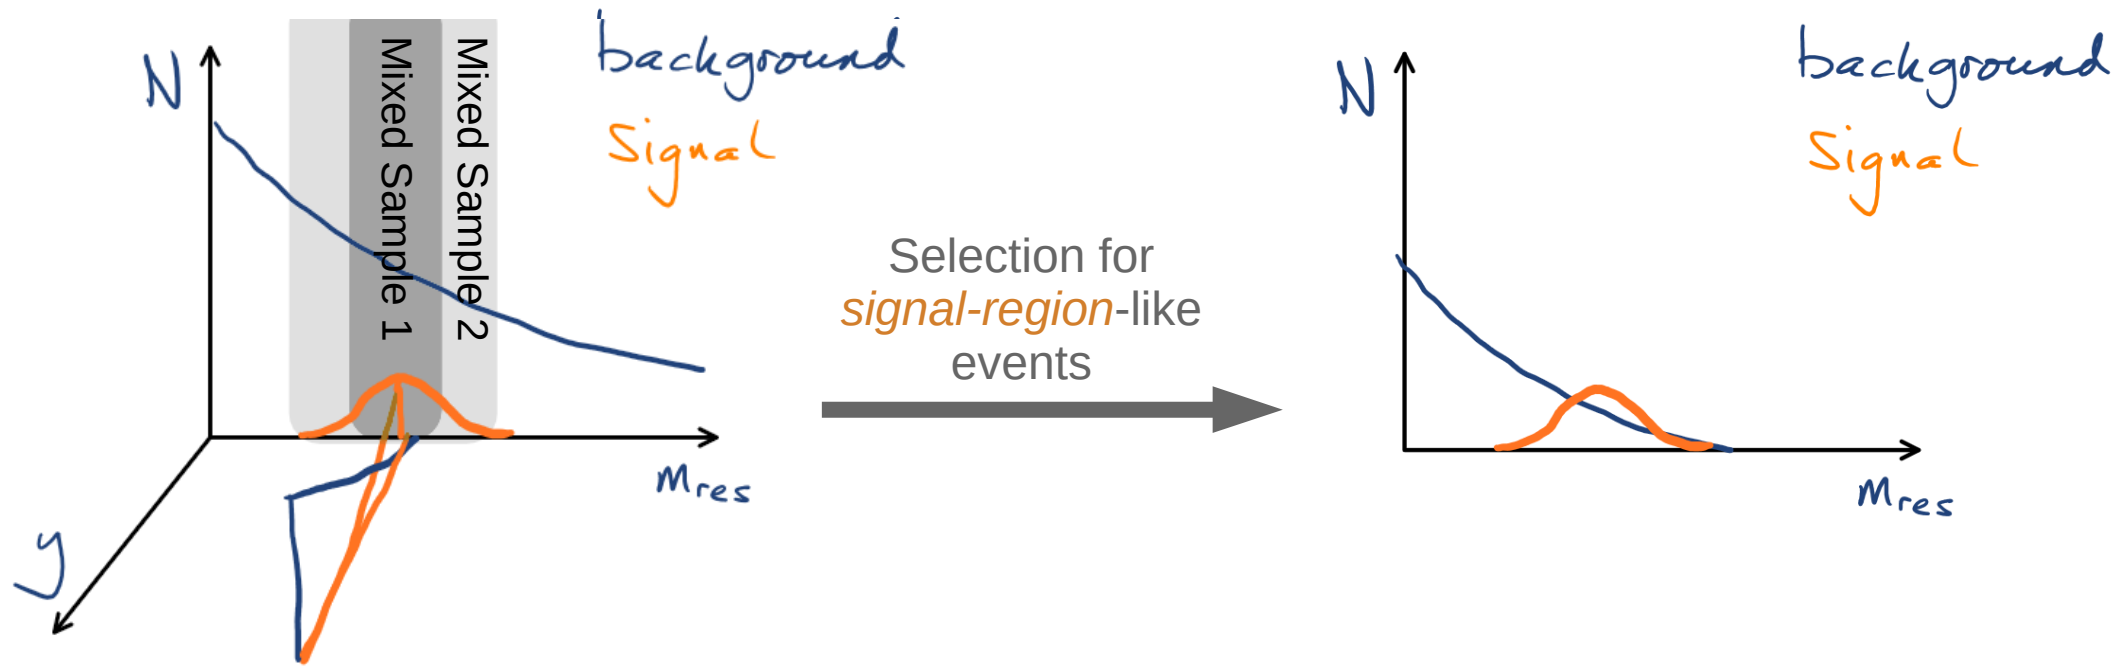 N
Mixed Sample 1
Mixed Sample 2
background
Signal
mres
y
Selection for
signal-region-like
events
N
background
Signal
mres